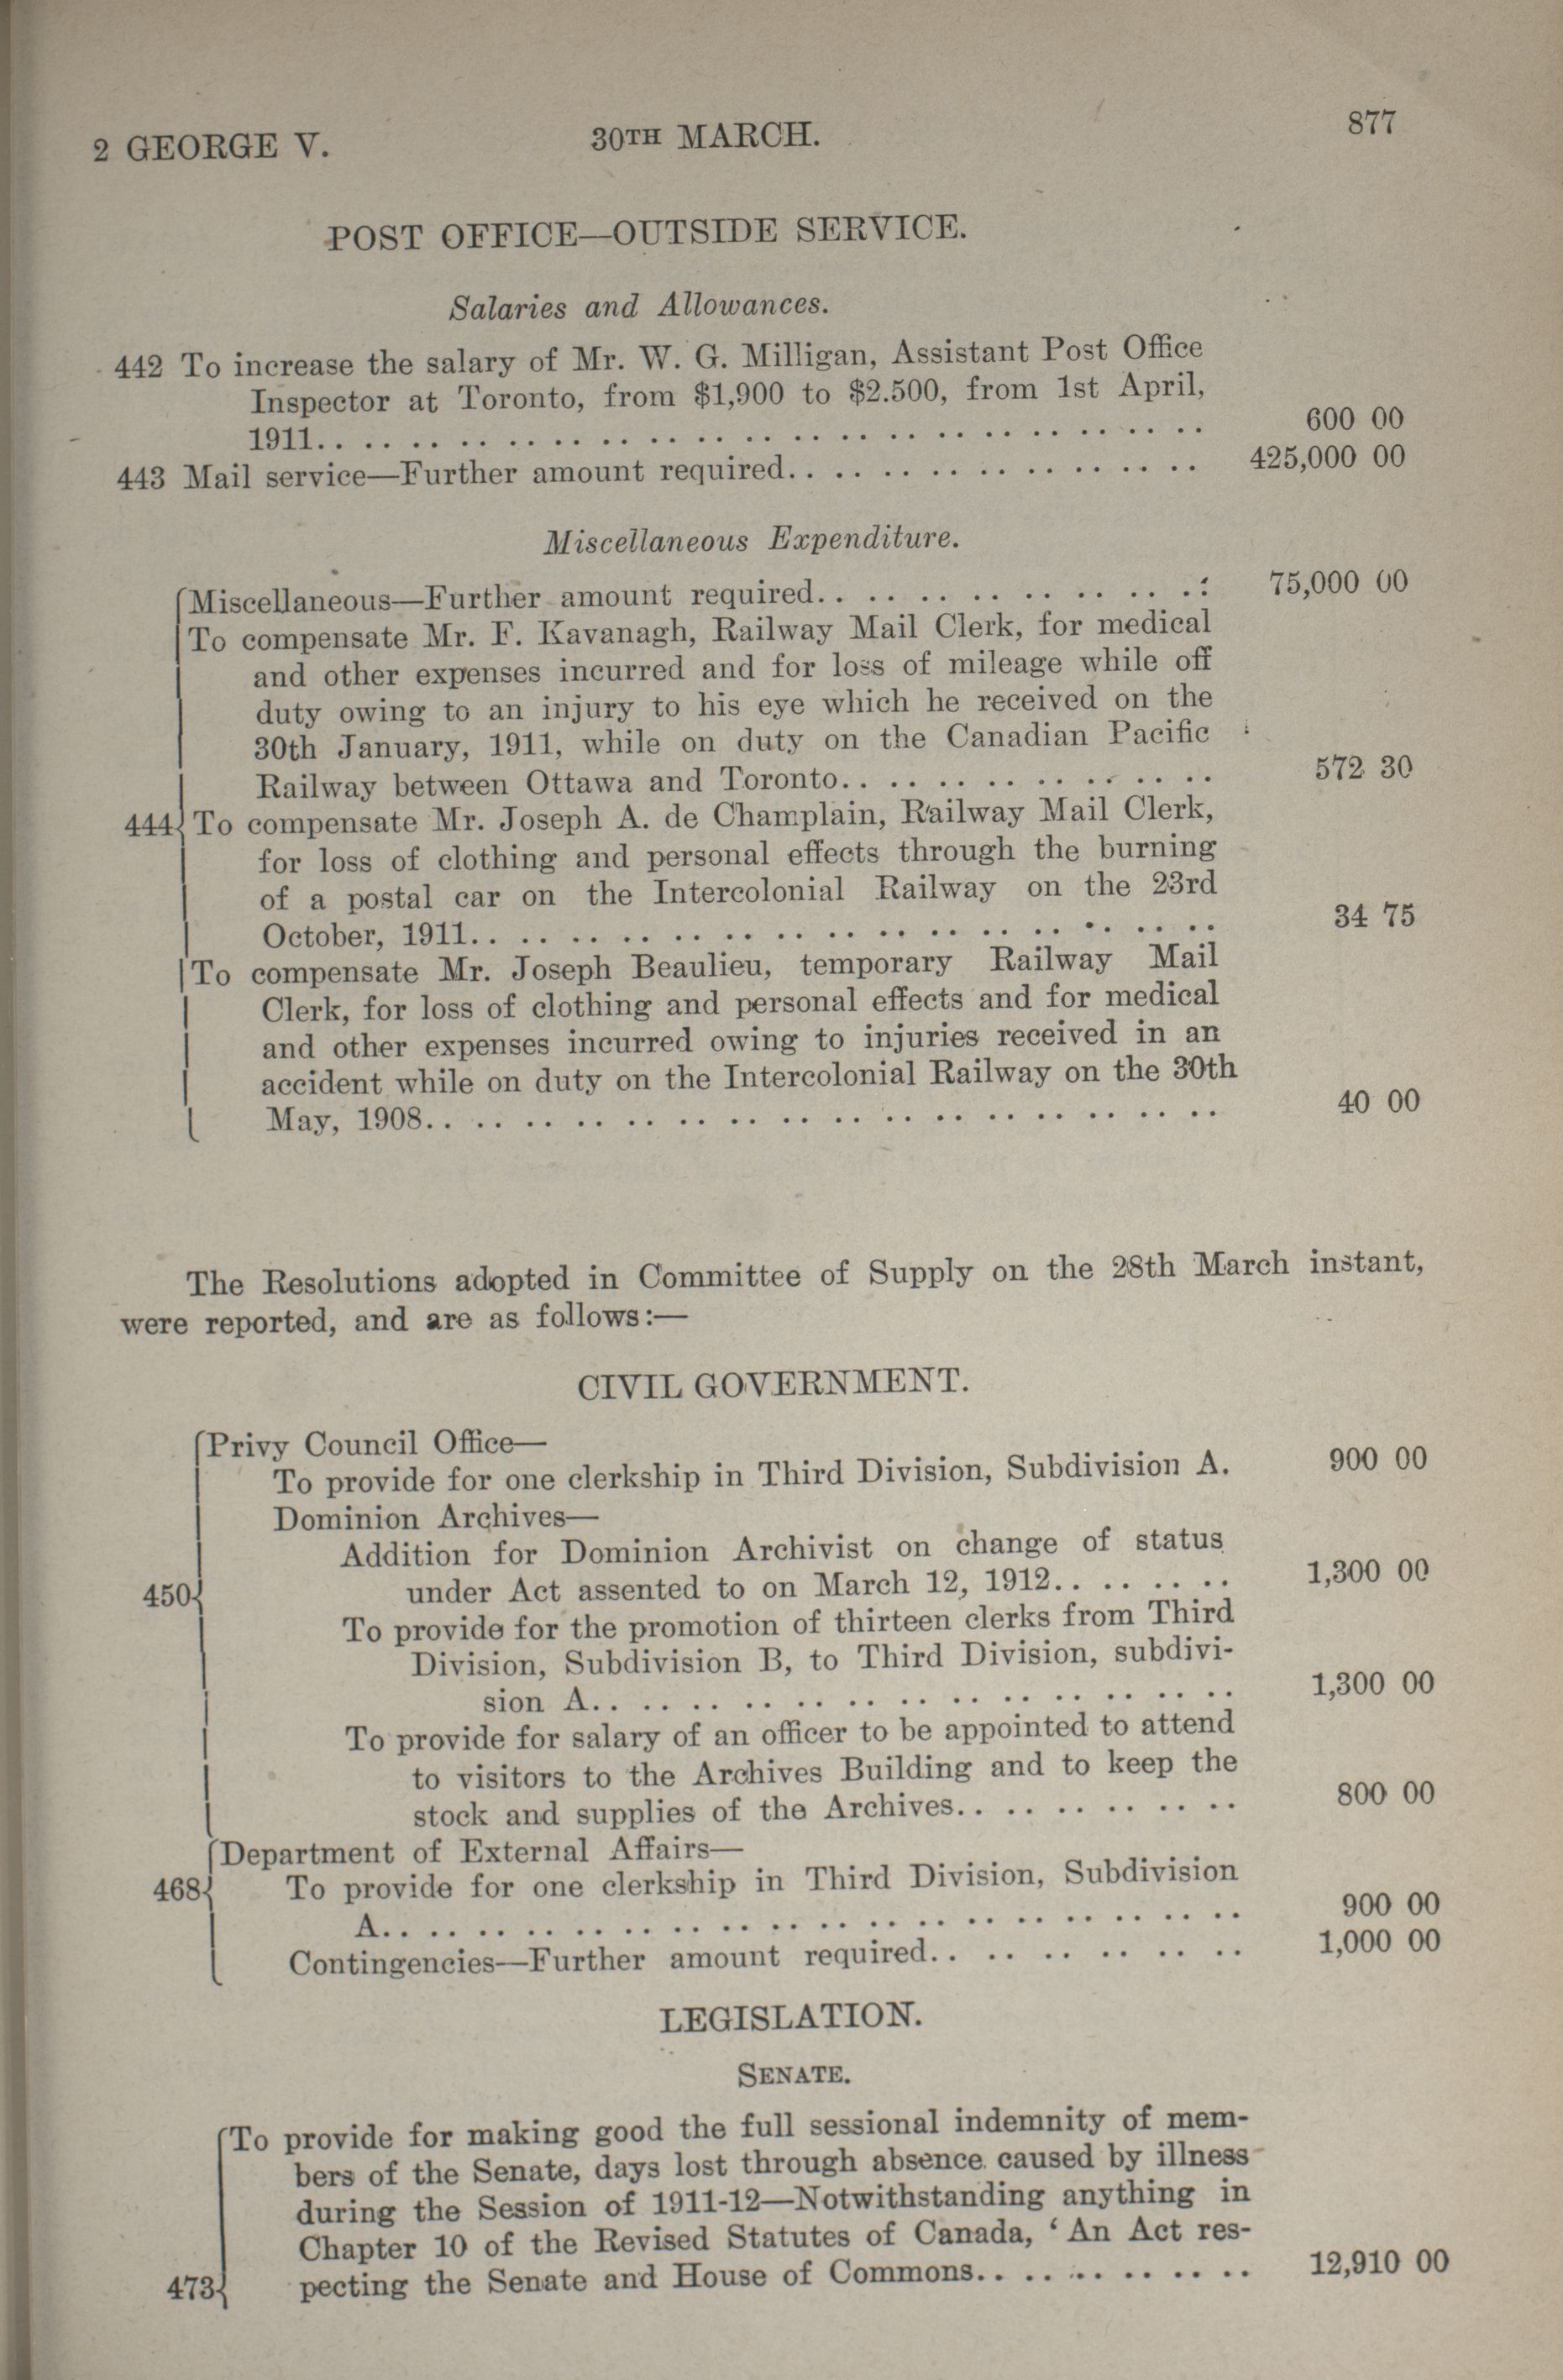 2 GEORGE V. 30TH MARCH. 877
POST OFFICE—OUTSIDE SERVICE.
Salaries and Allowances.
442 To increase the salary of Mr. W. G. Milligan, Assistant Post Office
Inspector at Toronto, from $1,900 to $2.500, from 1st April,
1911.. .. .. .. .. .. .. .. .. .. .. .. .. .. .. .. .. .. .. 600 00
443 Mail service—Further amount required.. .. .. .. .. .. .. .. .. 425,000 00
Miscellaneous Expenditure.
Miscellaneous—Further amount required.. .. .. .. .. .. .. .. 75,000 00
To compensate Mr. F. Kavanagh, Railway Mail Clerk, for medical
and other expenses incurred and for loss of mileage while off
duty owing to an injury to his eye which he received on the
30th January, 1911, while on duty on the Canadian Pacific
Railway between Ottawa and Toronto.. .. .. .. .. .. .. .. 572 30
444 To compensate Mr. Joseph A. de Champlain, Railway Mail Clerk,
for loss of clothing and personal effects through the burning
of a postal car on the Intercolonial Railway on the 23rd
October, 1911.. .. .. .. .. .. .. .. .. .. .. .. .. .. .. 34 75
To compensate Mr. Joseph Beaulieu, temporary Railway Mail
Clerk, for loss of clothing and personal effects and for medical
and other expenses incurred owing to injuries received in an
accident while on duty on the Intercolonial Railway on the 30th
May, 1908.. .. .. .. .. .. .. .. .. .. .. .. .. .. .. .. 40 00
The Resolutions adopted in Committee of Supply on the 28th March instant,
were reported, and are as follows:—
CIVIL GOVERNMENT.
Privy Council Office—
To provide for one clerkship in Third Division, Subdivision A. 900 00
Dominion Archives—
Addition for Dominion Archivist on change of status
450 under Act assented to on March 12, 1912.. .. .. .. 1,300 00
To provide for the promotion of thirteen clerks from Third
Division, Subdivision B, to Third Division, subdivi-
sion A.. .. .. .. .. .. .. .. .. .. .. .. .. 1,300 00
To provide for salary of an officer to be appointed to attend
to visitors to the Archives Building and to keep the
stock and supplies of the Archives.. .. .. .. .. .. 800 00
Department of External Affairs—
468 To provide for one clerkship in Third Division, Subdivision
A.. .. .. .. .. .. .. .. .. .. .. .. .. .. .. .. .. .. 900 00
Contingencies—Further amount required.. .. .. .. .. .. .. 1,000 00
LEGISLATION.
SENATE.
To provide for making good the full sessional indemnity of mem-
bers of the Senate, days lost through absence caused by illness
during the Session of 1911-12—Notwithstanding anything in
Chapter 10 of the Revised Statutes of Canada, ‘ An Act res-
473 pecting the Senate and House of Commons.. .. .. .. .. .. 12,910 00